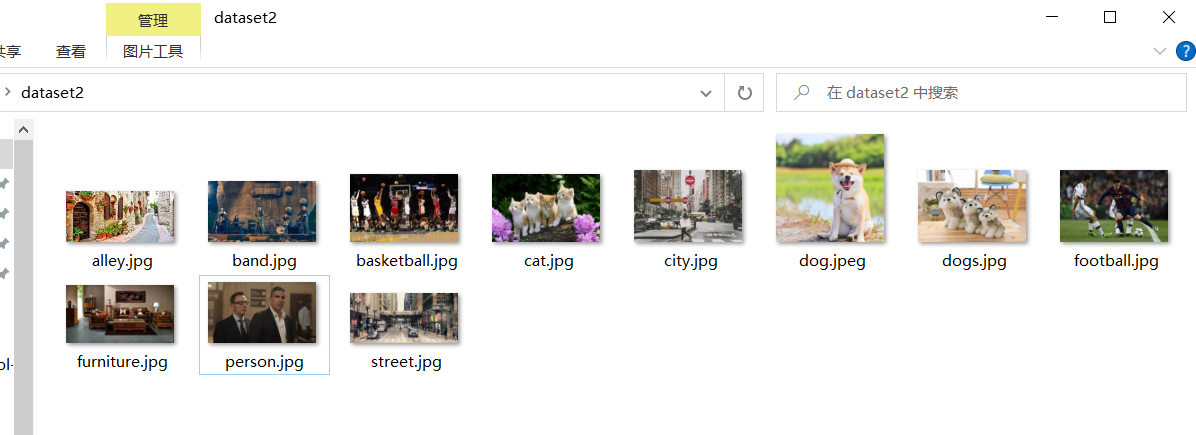 管理
dataset2
共享
查看
图片工具
?
dataset2
在 dataset2 中搜索
alley.jpg
band.jpg
basketball.jpg
cat.jpg
city.jpg
dog.jpeg
dogs.jpg
football.jpg
furniture.jpg
person.jpg
street.jpg
ol-